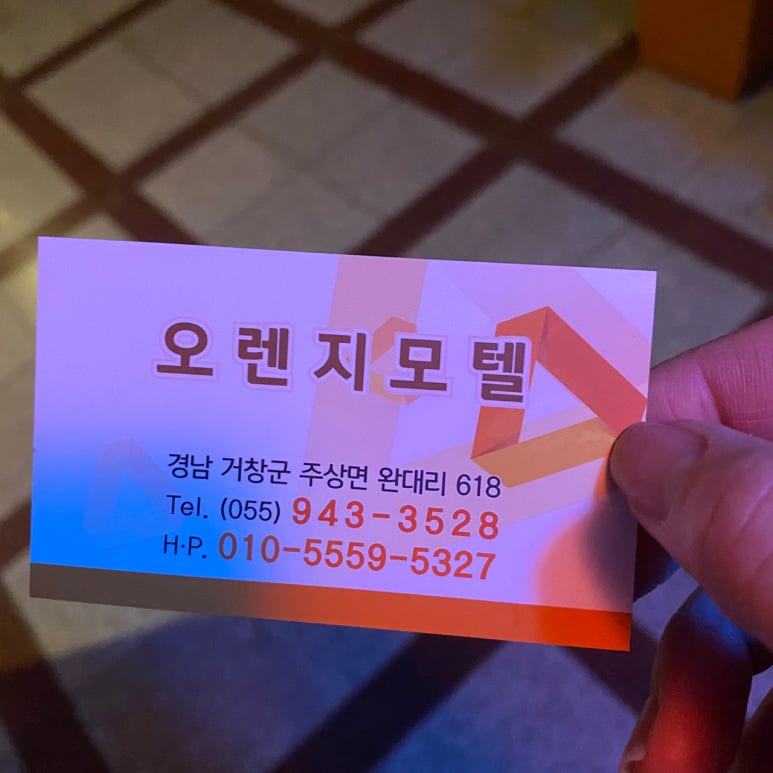 오렌지모텔
경남 거창군 주상면 완대리 618
Tel. (055) 943-3528
H·P. 010-5559-5327